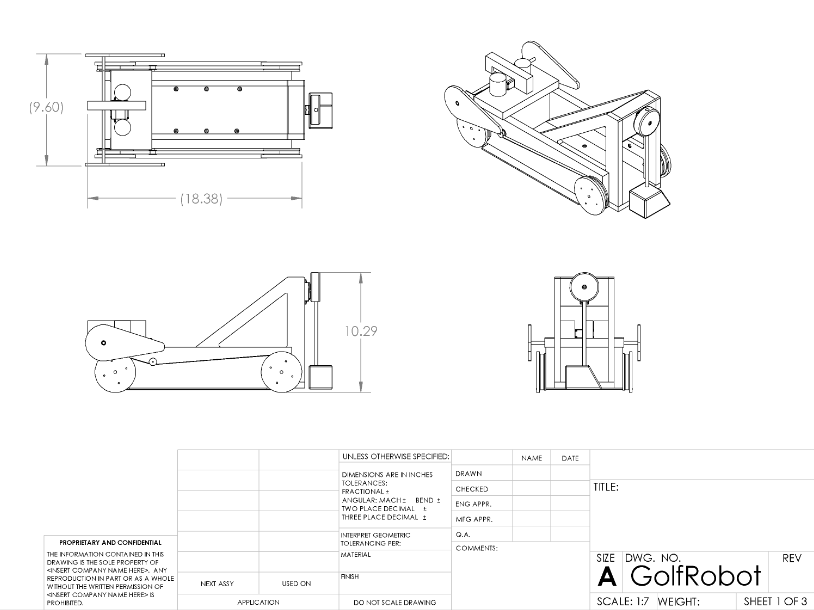 (9.60)
(18.38)
10.29
UNLESS OTHERWISE SPECIFIED:
DIMENSIONS ARE IN INCHES
TOLERANCES:
FRACTIONAL ±
ANGULAR: MACH ± BEND ±
TWO PLACE DECIMAL ±
THREE PLACE DECIMAL ±
INTERPRET GEOMETRIC
TOLERANCING PER:
MATERIAL
FINISH
DO NOT SCALE DRAWING
NAME DATE
DRAWN
CHECKED
ENG APPR.
MFG APPR.
Q.A.
COMMENTS:
PROPRIETARY AND CONFIDENTIAL
THE INFORMATION CONTAINED IN THIS
DRAWING IS THE SOLE PROPERTY OF
<INSERT COMPANY NAME HERE>. ANY
REPRODUCTION IN PART OR AS A WHOLE
WITHOUT THE WRITTEN PERMISSION OF
<INSERT COMPANY NAME HERE> IS
PROHIBITED.
NEXT ASSY USED ON
APPLICATION
TITLE:
SIZE DWG. NO. REV
A GolfRobot
SCALE: 1:7 WEIGHT: SHEET 1 OF 3